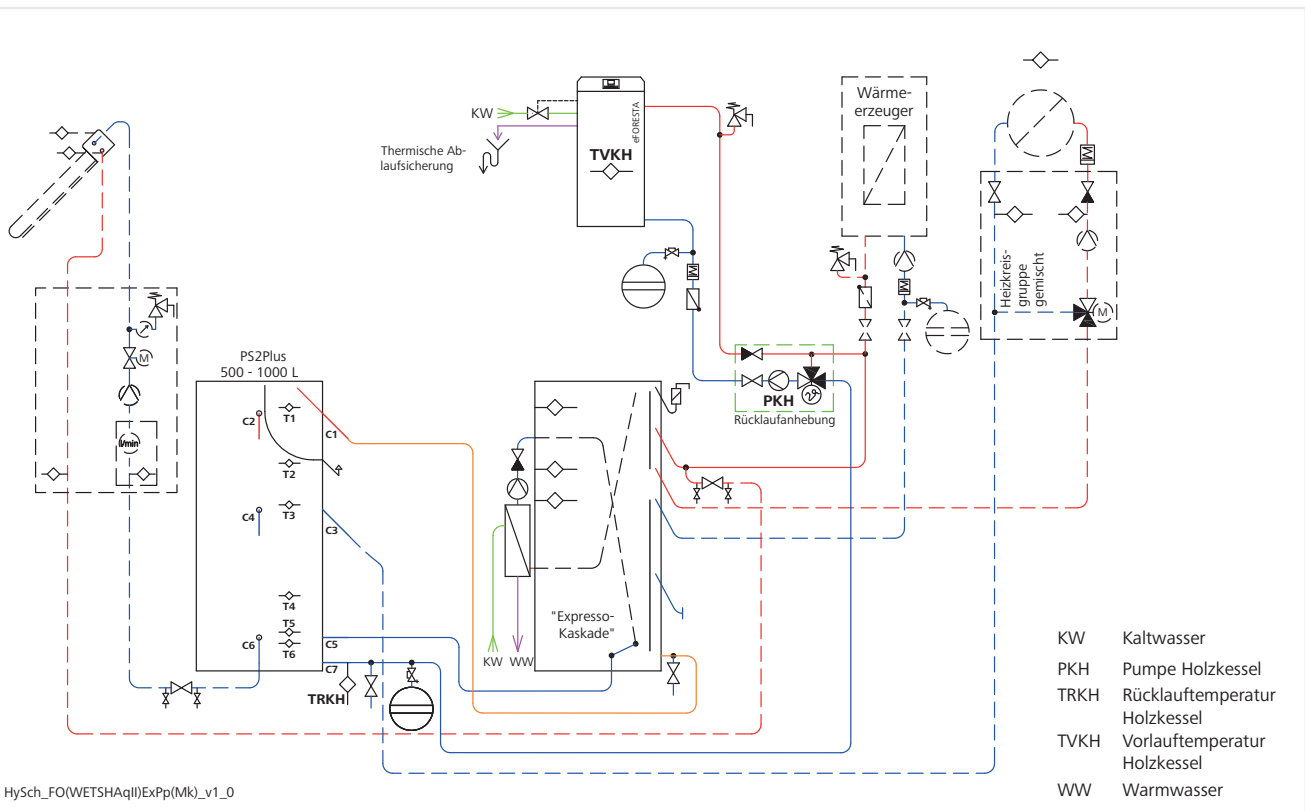 KW
Thermische Ab-
laufsicherung
eFORESTA
TVKH
Wärme-
erzeuger
Heizkreis-
gruppe
gemischt
M
M
l/min
PS2Plus
500 - 1000 L
C2
T1
C1
T2
C4
T3
C3
T4
T5
C6
T6
C5
C7
TRKH
PKH
Rücklaufanhebung
"Expresso-
Kaskade"
KW
WW
KW Kaltwasser
PKH Pumpe Holzkessel
TRKH Rücklauftemperatur
Holzkessel
TVKH Vorlauftemperatur
Holzkessel
WW Warmwasser
HySch_FO(WETSHAqII)ExPp(Mk)_v1_0